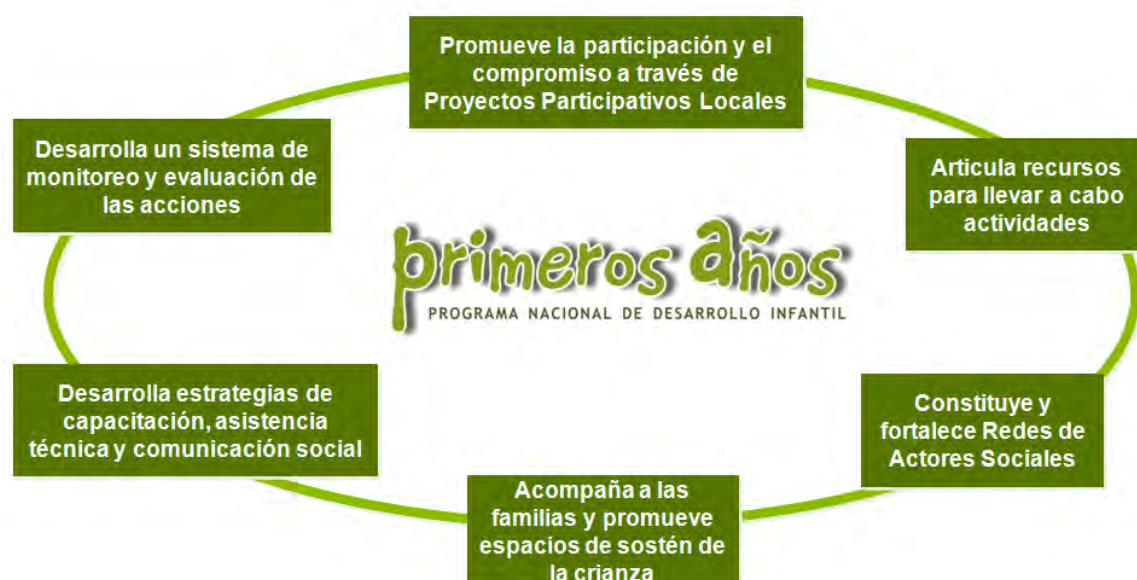 Promueve la participación y el
compromiso a través de
Proyectos Participativos Locales
Desarrolla un sistema de
monitoreo y evaluación de
las acciones
Articula recursos
para llevar a cabo
actividades
primeros años
PROGRAMA NACIONAL DE DESARROLLO INFANTIL
Desarrolla estrategias de
capacitación, asistencia
técnica y comunicación social
Constituye y
fortalece Redes de
Actores Sociales
Acompaña a las
familias y promueve
espacios de sostén de
la crianza